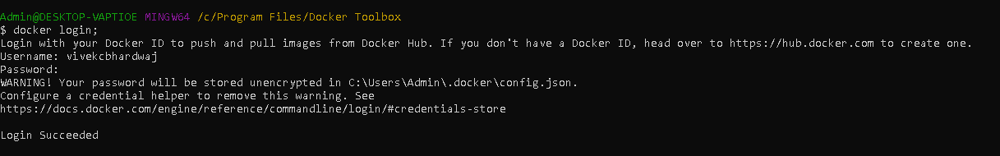 Admin@DESKTOP-VAPTIOE MINGW64 /c/Program Files/Docker Toolbox
$ docker login;
Login with your Docker ID to push and pull images from Docker Hub. If you don't have a Docker ID, head over to https://hub.docker.com to create one.
Username: vivekcbhardwaj
Password:
WARNING! Your password will be stored unencrypted in C:\Users\Admin\.docker\config.json.
Configure a credential helper to remove this warning. See
https://docs.docker.com/engine/reference/commandline/login/#credentials-store
Login Succeeded